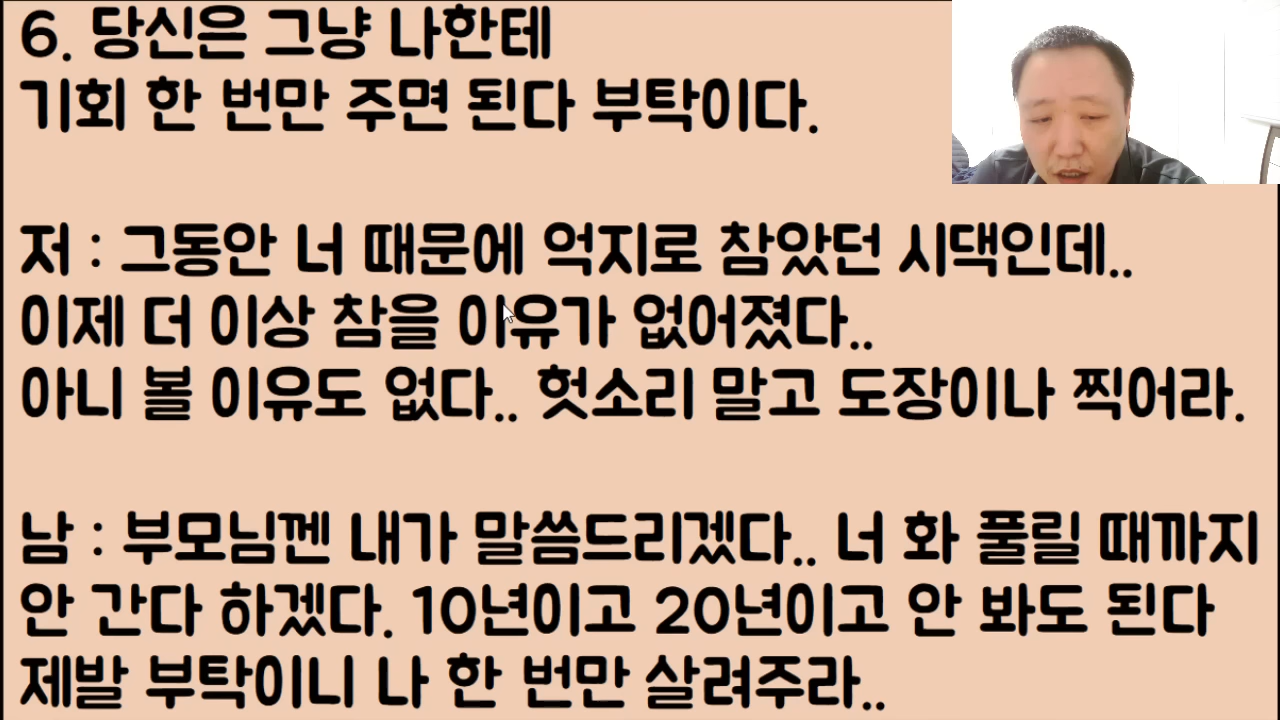 6. 당신은 그냥 나한테
기회 한 번만 주면 된다 부탁이다.
저 : 그동안 너 때문에 억지로 참았던 시댁인데..
이제 더 이상 참을 이유가 없어졌다..
아니 볼 이유도 없다.. 헛소리 말고 도장이나 찍어라.
남 : 부모님껜 내가 말씀드리겠다.. 너 화 풀릴 때까지
안 간다 하겠다. 10년이고 20년이고 안 봐도 된다
제발 부탁이니 나 한 번만 살려주라..